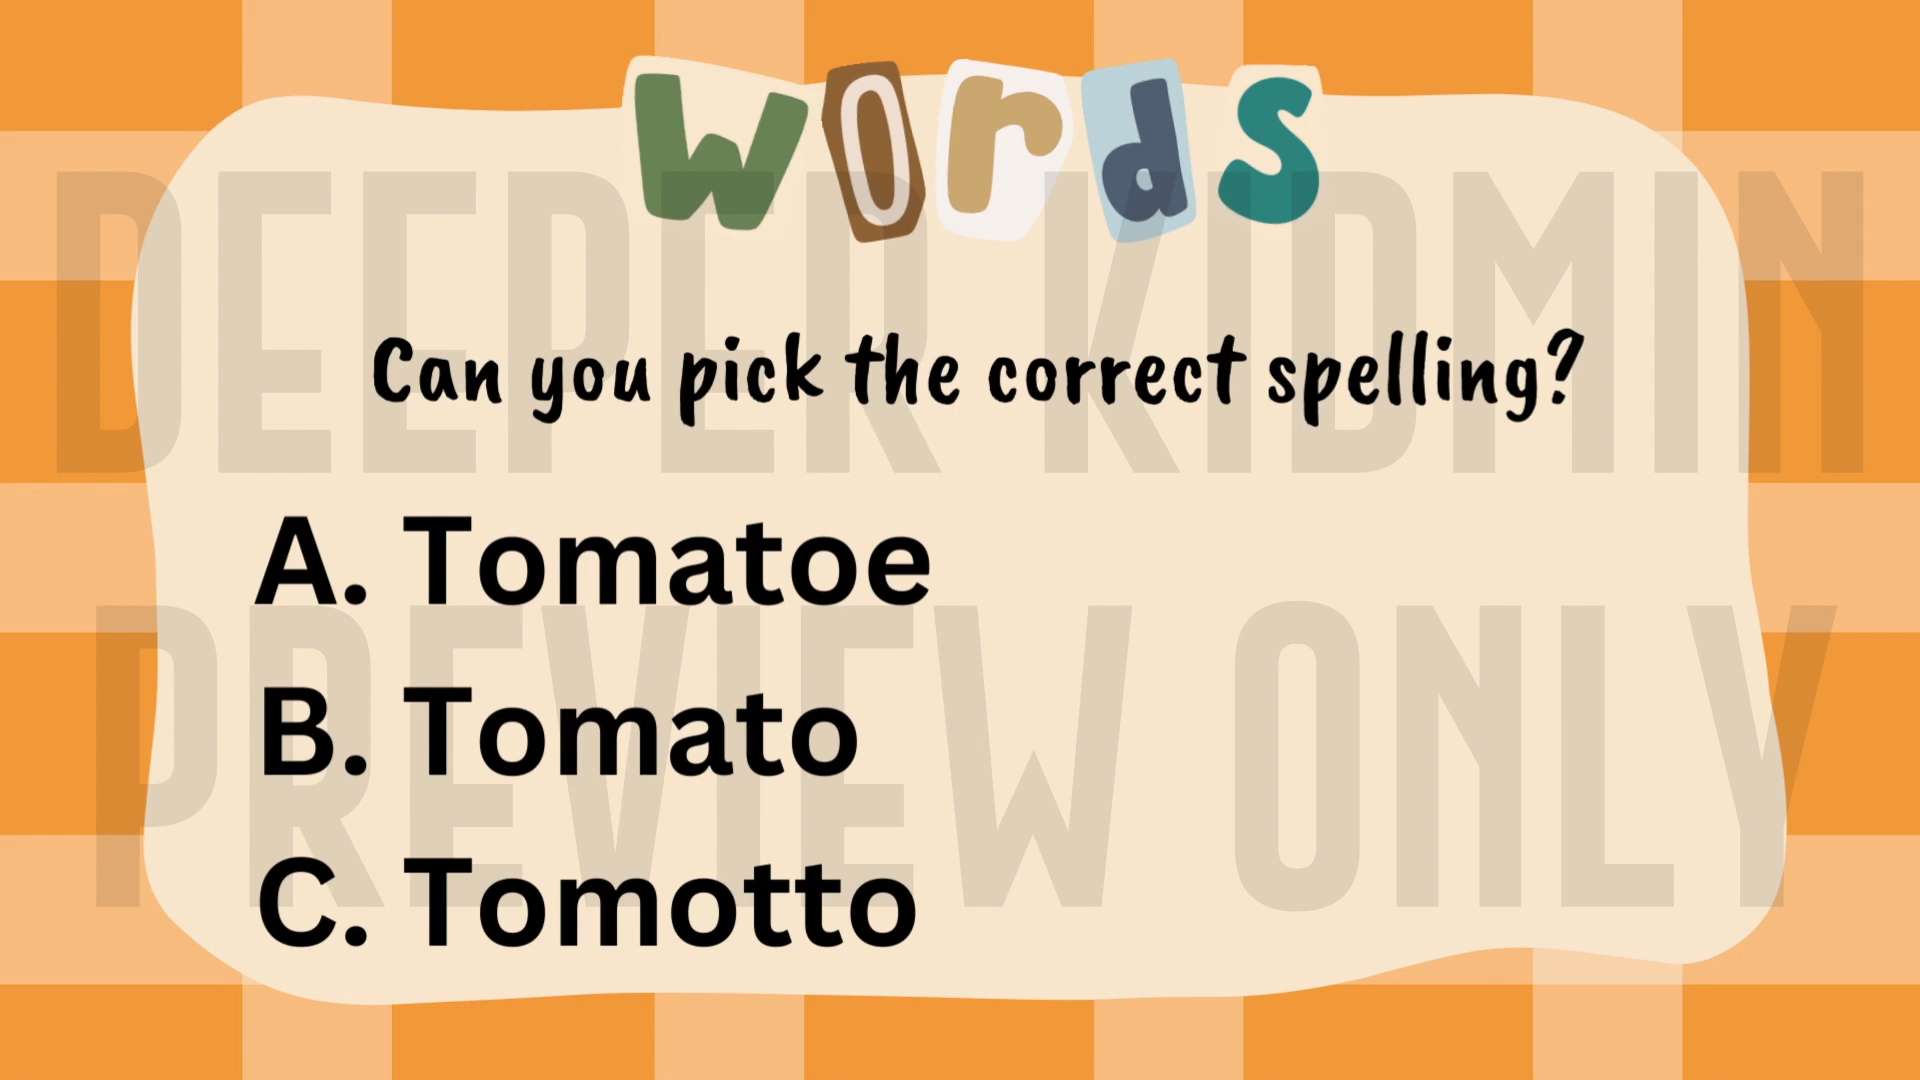 words
DEEPER KIDMIN
Can you pick the correct spelling?
A. Tomatoe
PREVIEW ONLY
B. Tomato
C. Tomotto